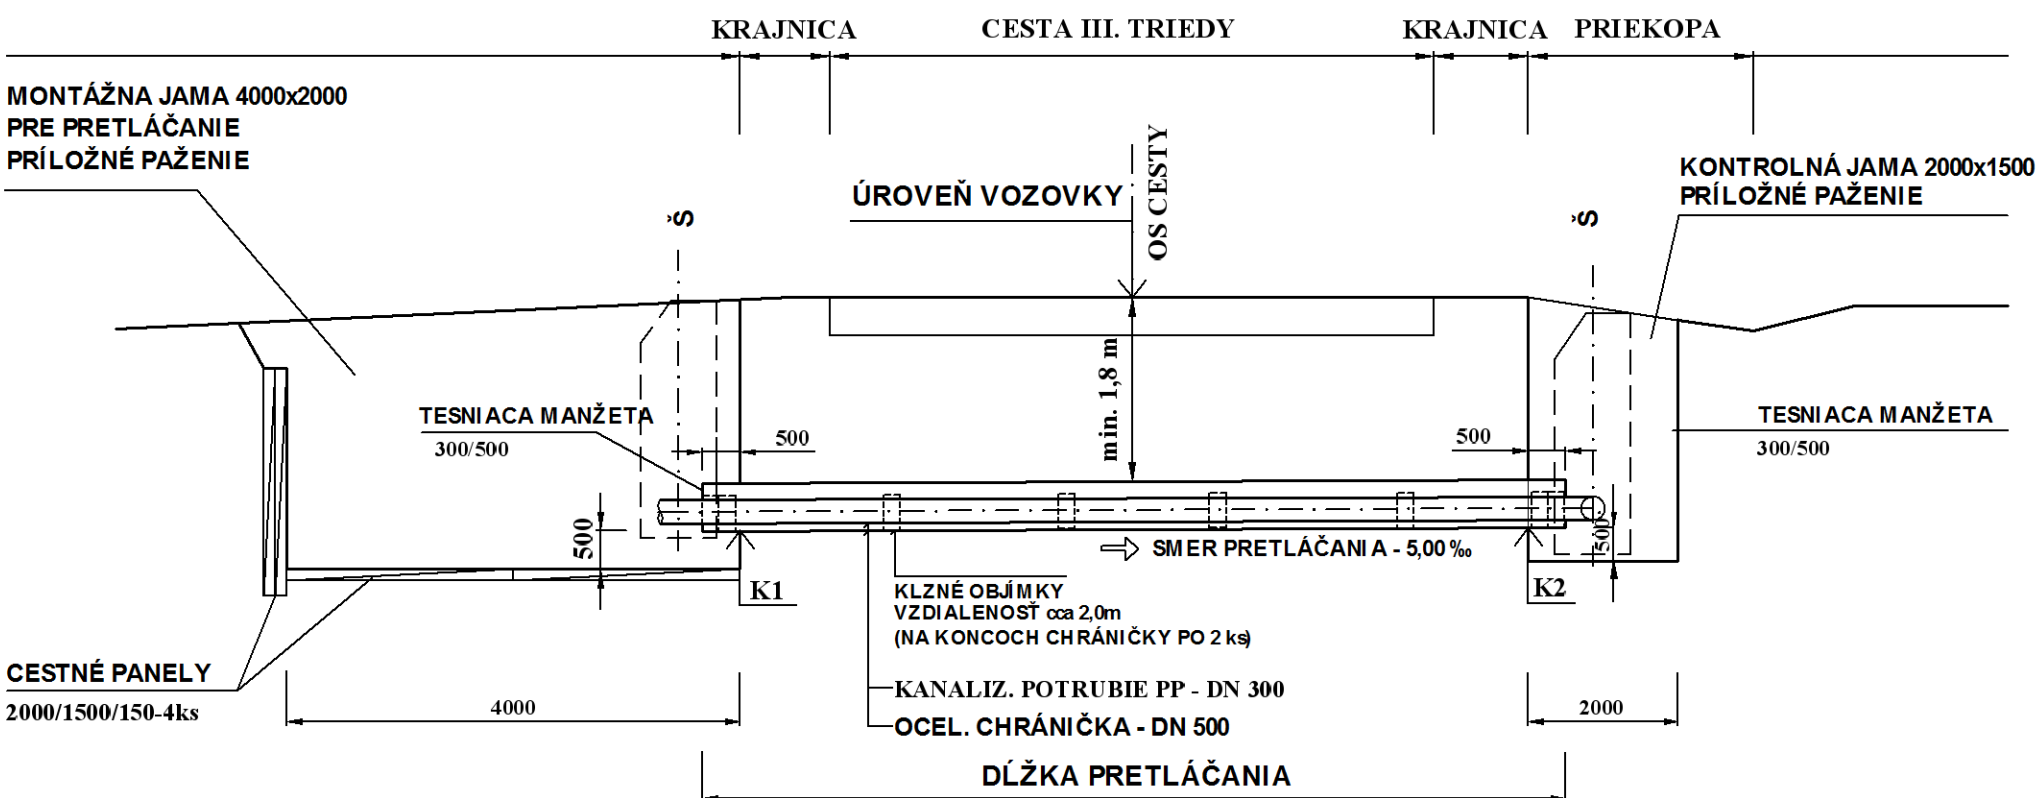 KRAJNICA
CESTA III. TRIEDY
KRAJNICA
PRIEKOPA
MONTÁŽNA JAMA 4000x2000
PRE PRETLÁČANIE
PRÍLOŽNÉ PAŽENIE
Š
ÚROVEŇ VOZOVKY
OS CESTY
Š
KONTROLNÁ JAMA 2000x1500
PRÍLOŽNÉ PAŽENIE
TESNIACA MANŽETA
300/500
500
min. 1,8 m
500
TESNIACA MANŽETA
300/500
500
SMER PRETLÁČANIA - 5,00 ‰
500
K1
K2
KLZNÉ OBJÍMKY
VZDIALENOSŤ cca 2,0m
(NA KONCOCH CHRÁNIČKY PO 2 ks)
CESTNÉ PANELY
2000/1500/150-4ks
4000
KANALIZ. POTRUBIE PP - DN 300
OCEL. CHRÁNIČKA - DN 500
2000
DĹŽKA PRETLÁČANIA